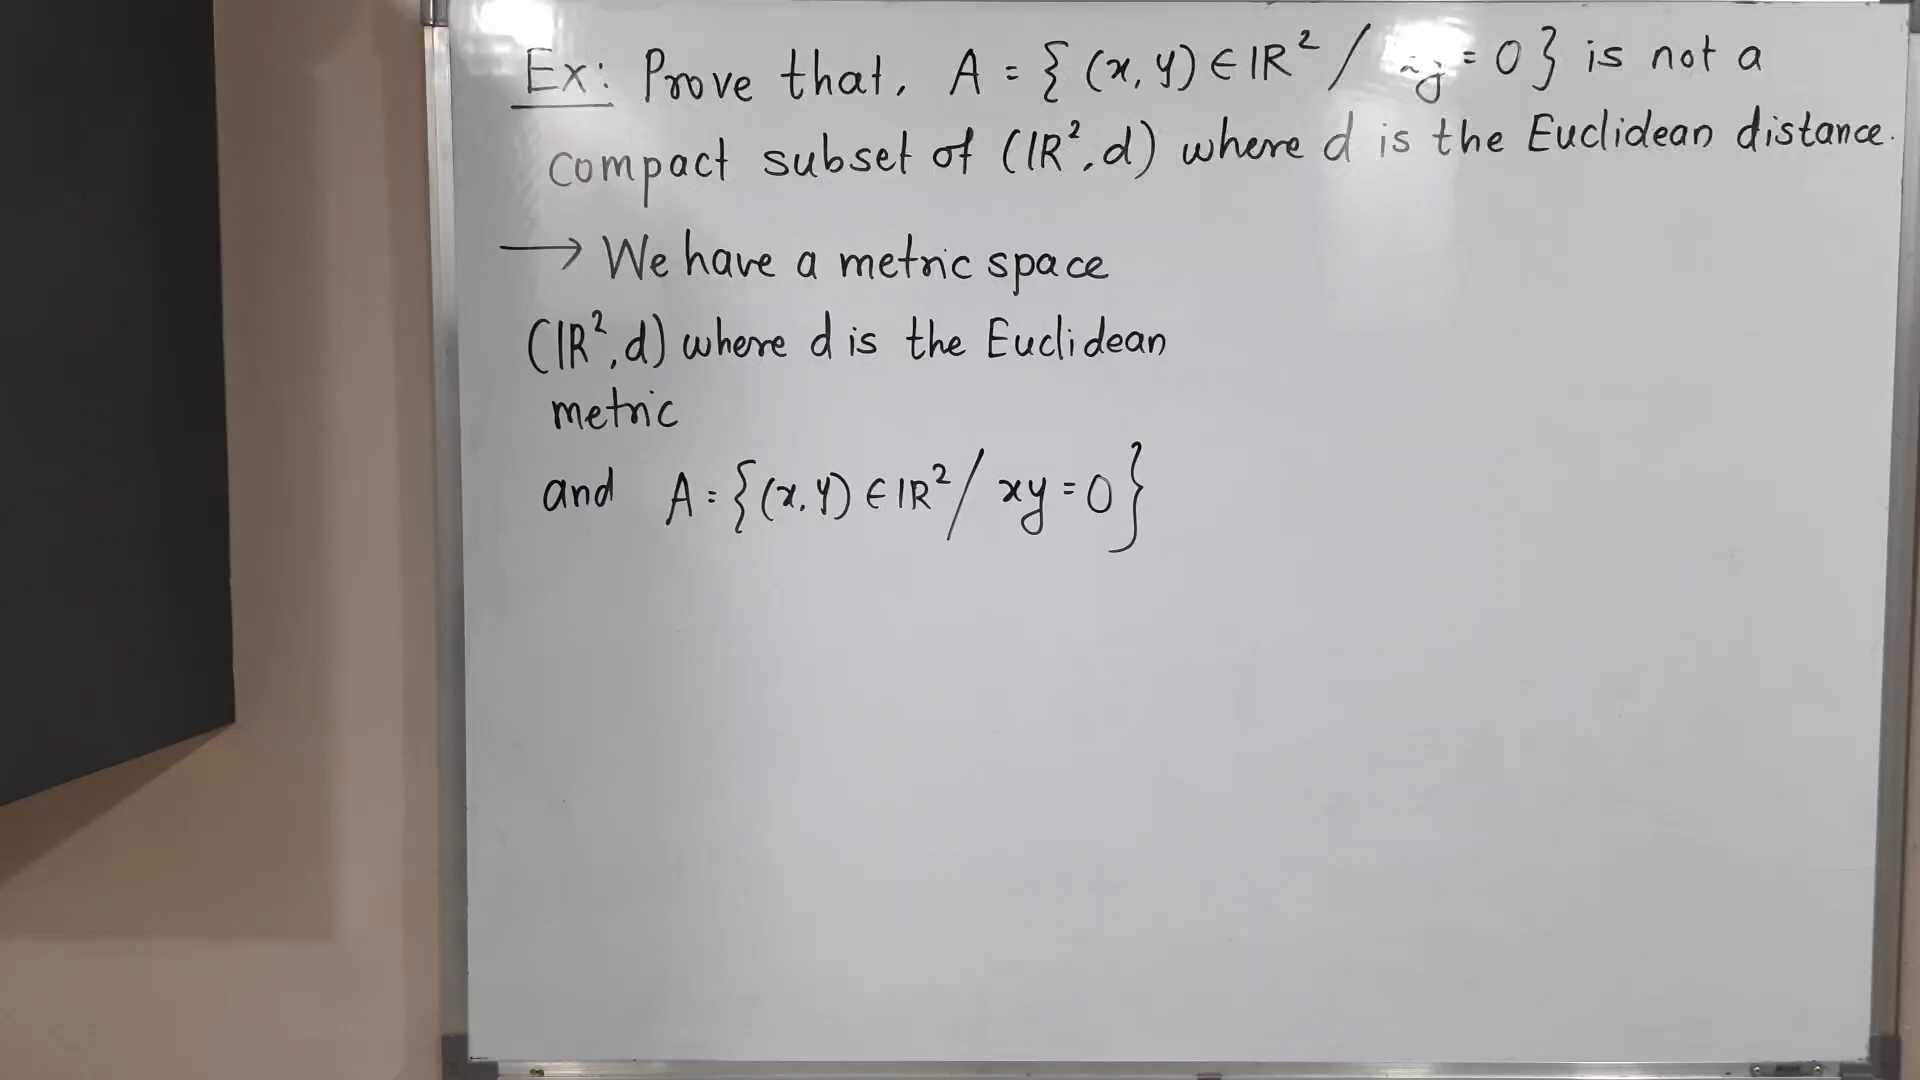 Ex: Prove that, A = { (x, y) ∈ IR² / xy = 0 } is not a
compact subset of (IR², d) where d is the Euclidean distance.
→ We have a metric space
(IR², d) where d is the Euclidean
metric
and A = { (x, y) ∈ IR² / xy = 0 }